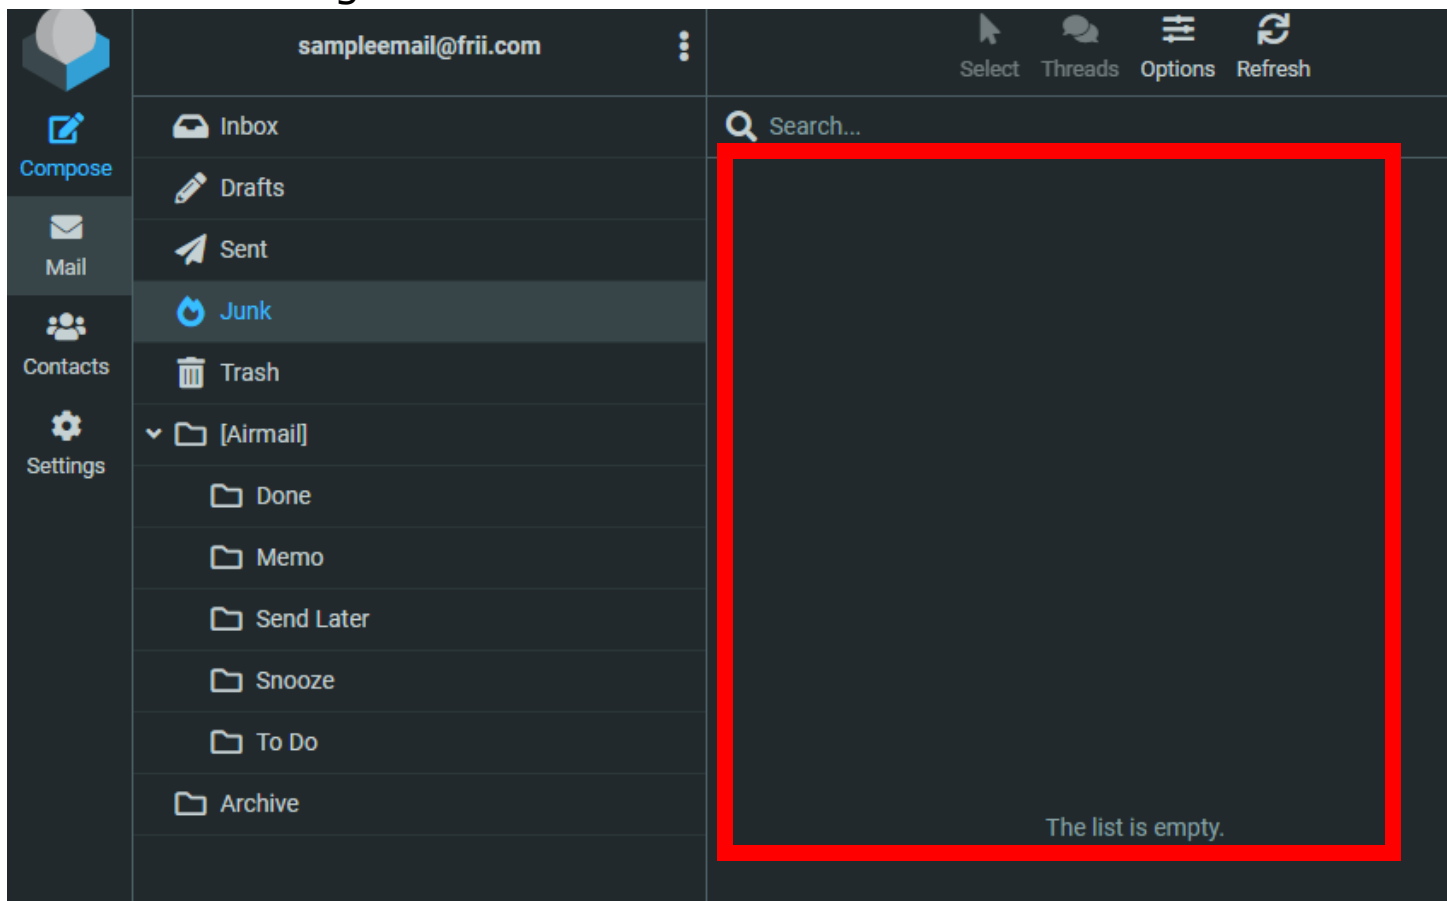 sampleemail@frii.com
Select Threads Options Refresh
Compose
Mail
Contacts
Settings
Inbox
Drafts
Sent
Junk
Trash
[Airmail]
Done
Memo
Send Later
Snooze
To Do
Archive
Search...
The list is empty.